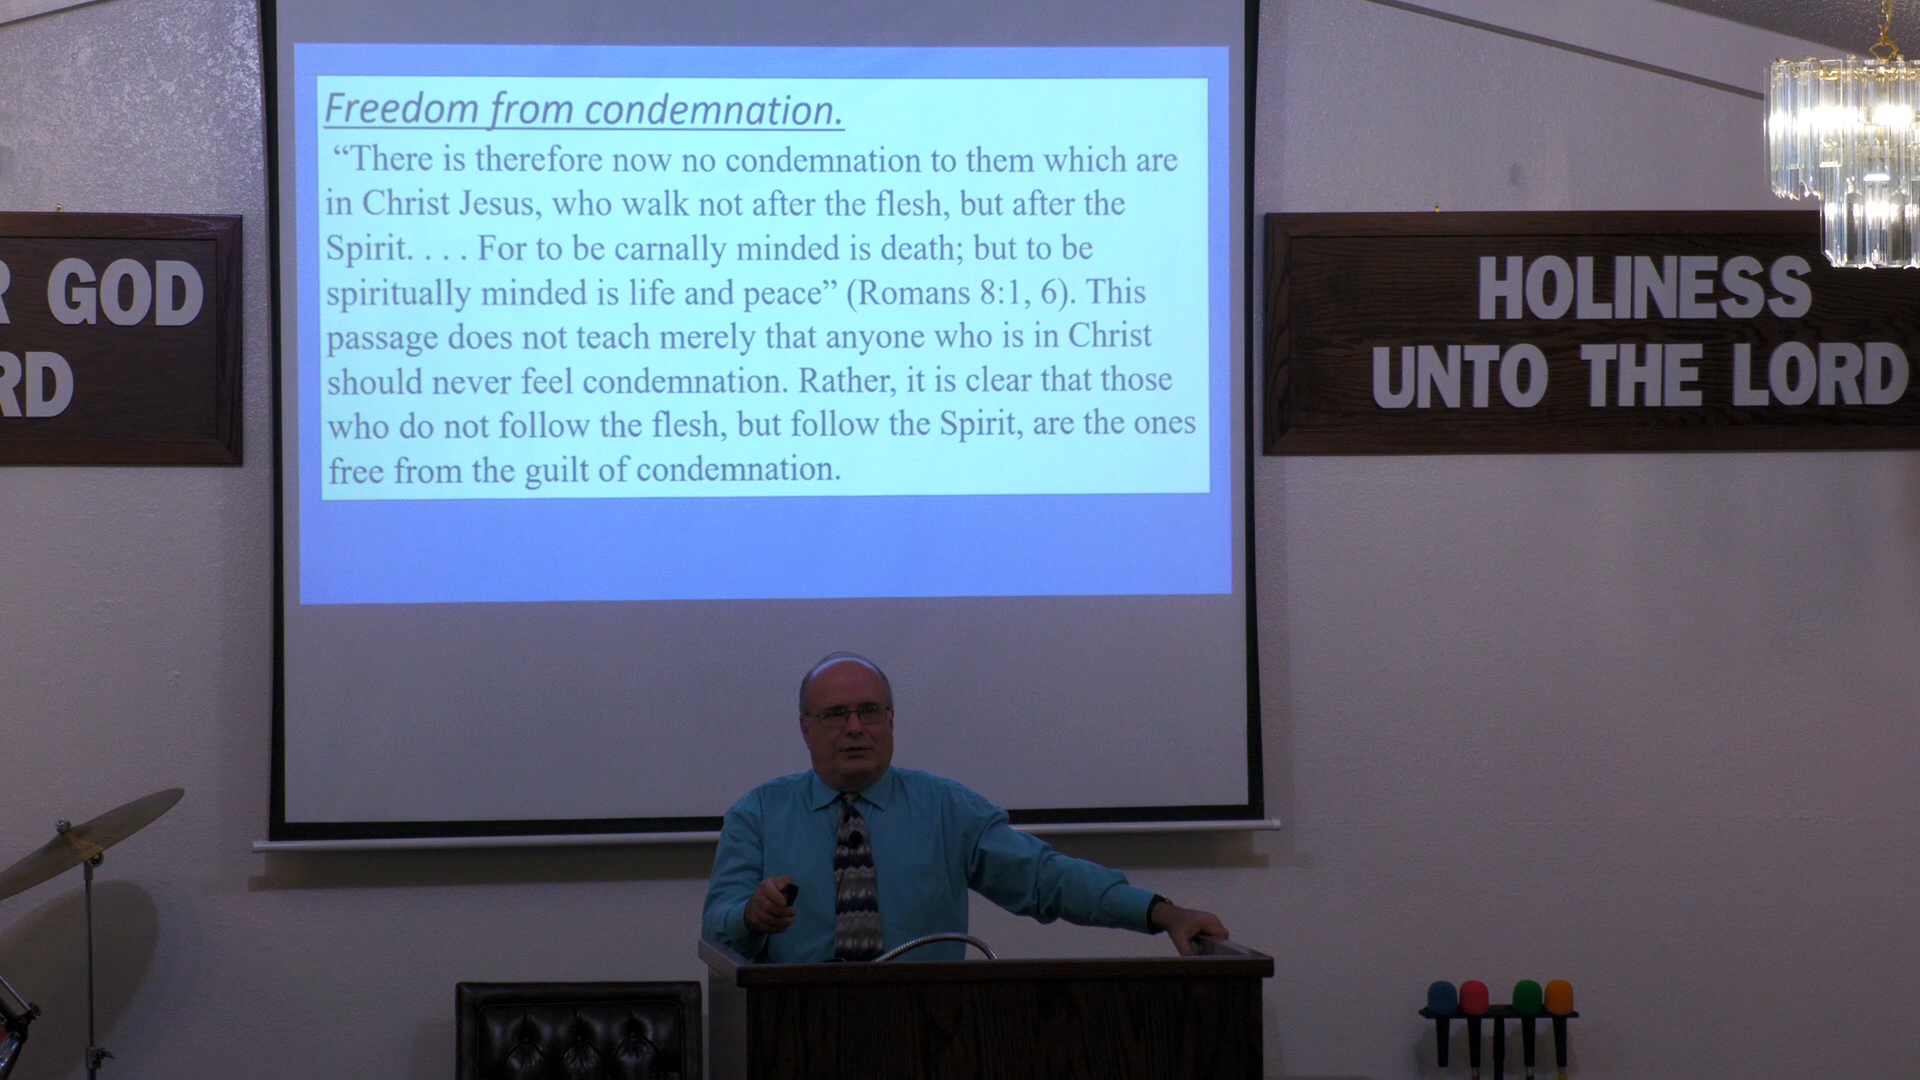 Freedom from condemnation.
“There is therefore now no condemnation to them which are
in Christ Jesus, who walk not after the flesh, but after the
Spirit. . . . For to be carnally minded is death; but to be
spiritually minded is life and peace” (Romans 8:1, 6). This
passage does not teach merely that anyone who is in Christ
should never feel condemnation. Rather, it is clear that those
who do not follow the flesh, but follow the Spirit, are the ones
free from the guilt of condemnation.
GOD
HOLINESS
UNTO THE LORD